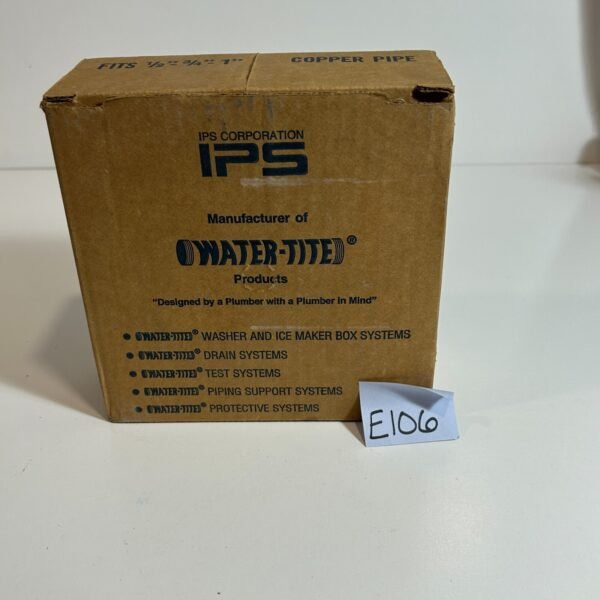 FITS 1/2" - 3/4" - 1" COPPER PIPE
IPS CORPORATION
IPS
Manufacturer of
WATER-TITE®
Products
"Designed by a Plumber with a Plumber in Mind"
• WATER-TITE® WASHER AND ICE MAKER BOX SYSTEMS
• WATER-TITE® DRAIN SYSTEMS
• WATER-TITE® TEST SYSTEMS
• WATER-TITE® PIPING SUPPORT SYSTEMS
• WATER-TITE® PROTECTIVE SYSTEMS
E106